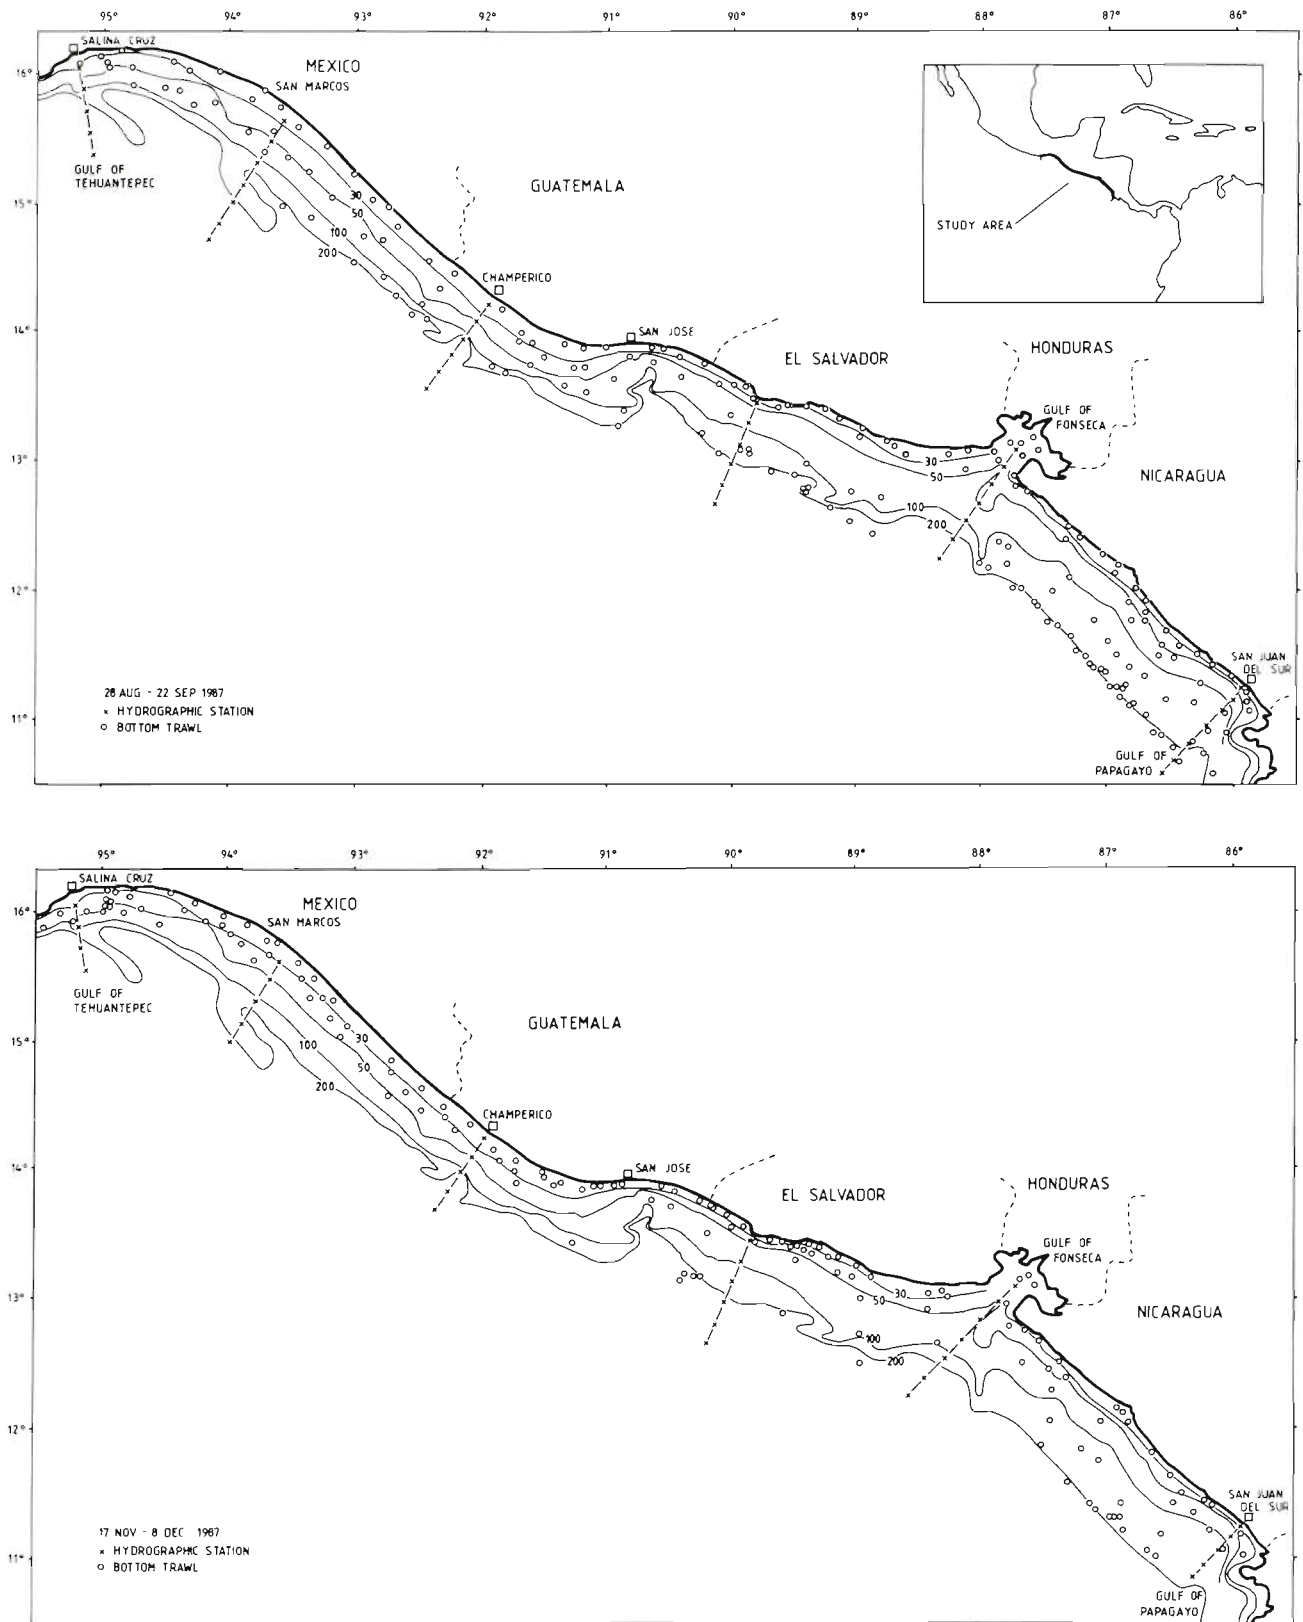 95° 94° 93° 92° 91° 90° 89° 88° 87° 86°
SALINA CRUZ
MEXICO
16°
SAN MARCOS
GULF OF
TEHUANTEPEC
GUATEMALA
STUDY AREA
15°
30
50
100
200
CHAMPERICO
14°
SAN JOSE
EL SALVADOR
HONDURAS
GULF OF
FONSECA
13°
30
50
NICARAGUA
100
200
12°
SAN JUAN
DEL SUR
28 AUG - 22 SEP 1987
× HYDROGRAPHIC STATION
○ BOTTOM TRAWL
11°
GULF OF
PAPAGAYO
95° 94° 93° 92° 91° 90° 89° 88° 87° 86°
SALINA CRUZ
MEXICO
16°
SAN MARCOS
GULF OF
TEHUANTEPEC
GUATEMALA
15°
30
100
50
200
CHAMPERICO
14°
SAN JOSE
EL SALVADOR
HONDURAS
GULF OF
FONSECA
13°
30
50
NICARAGUA
100
200
12°
SAN JUAN
DEL SUR
17 NOV - 8 DEC 1987
× HYDROGRAPHIC STATION
○ BOTTOM TRAWL
11°
GULF OF
PAPAGAYO